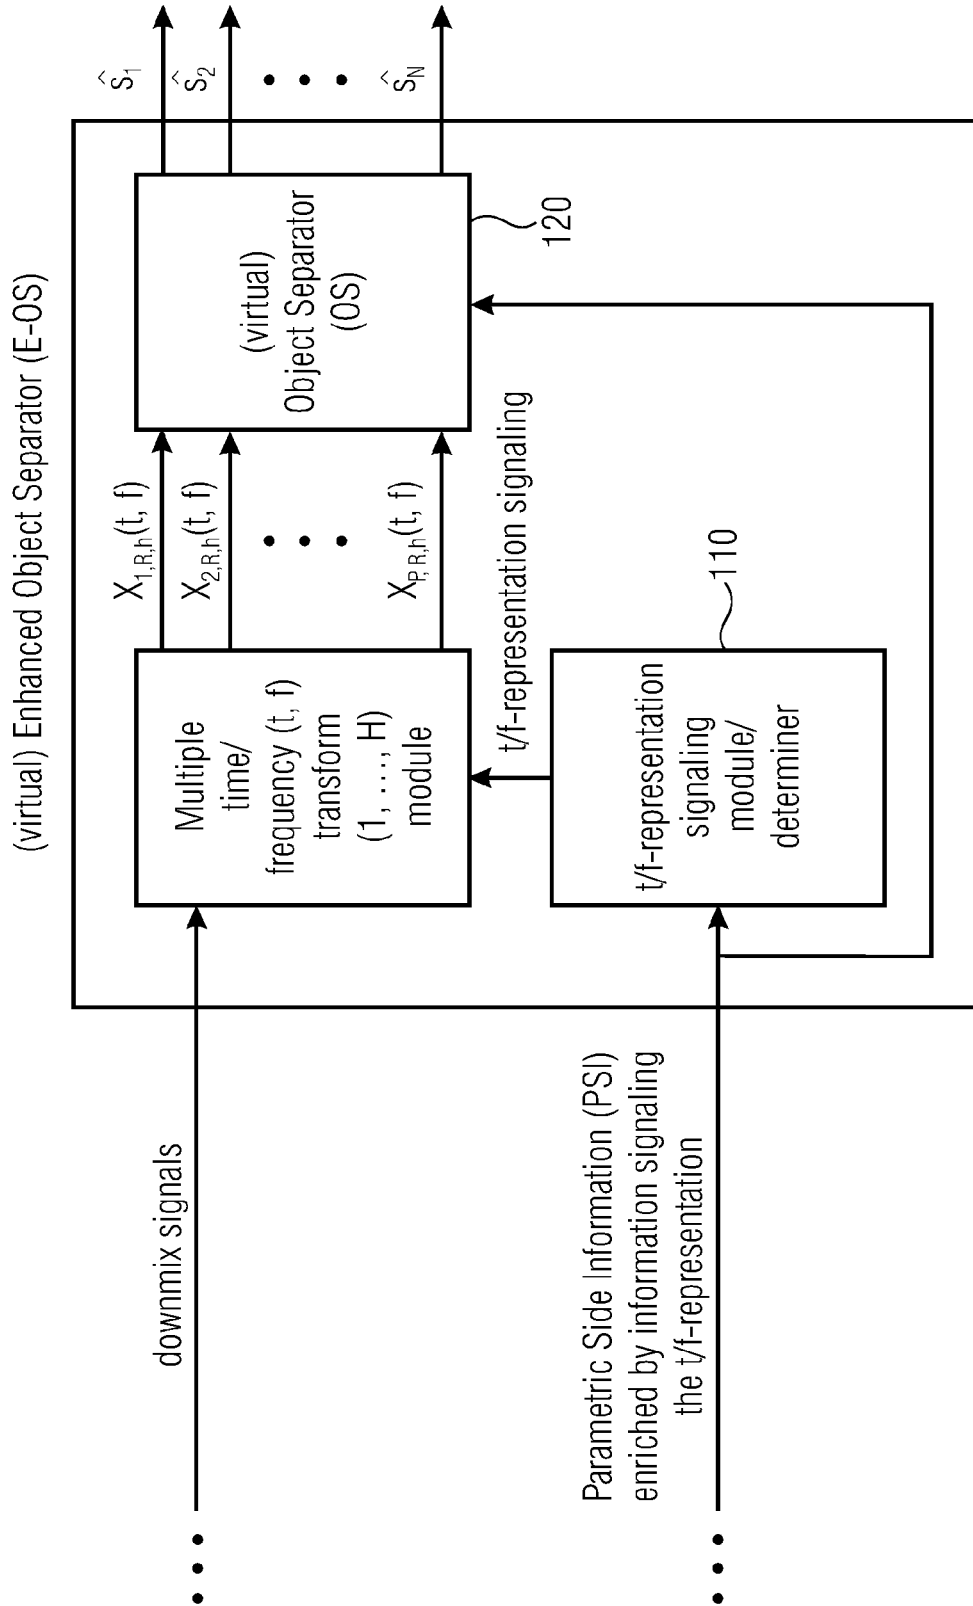 (virtual) Enhanced Object Separator (E-OS)
downmix signals
Multiple
time/
frequency (t, f)
transform
(1, ..., H)
module
X1,R,h(t, f)
X2,R,h(t, f)
• • •
XP,R,h(t, f)
(virtual)
Object Separator
(OS)
120
ŝ1
ŝ2
• • •
ŝN
t/f-representation signaling
Parametric Side Information (PSI)
enriched by information signaling
the t/f-representation
t/f-representation
signaling
module/
determiner
110
• • •
• • •